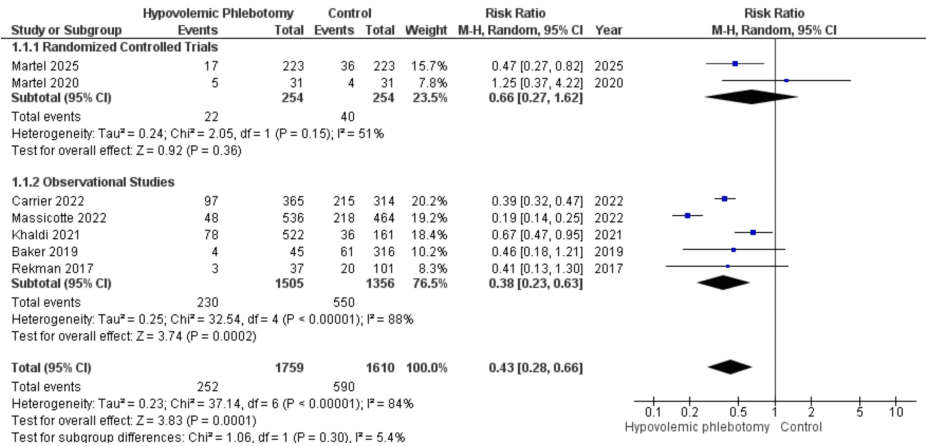 Hypovolemic Phlebotomy Control Risk Ratio Risk Ratio
Study or Subgroup Events Total Events Total Weight M-H, Random, 95% CI Year M-H, Random, 95% CI
1.1.1 Randomized Controlled Trials
Martel 2025 17 223 36 223 15.7% 0.47 [0.27, 0.82] 2025
Martel 2020 5 31 4 31 7.8% 1.25 [0.37, 4.22] 2020
Subtotal (95% CI) 254 254 23.5% 0.66 [0.27, 1.62]
Total events 22 40
Heterogeneity: Tau² = 0.24; Chi² = 2.05, df = 1 (P = 0.15); I² = 51%
Test for overall effect: Z = 0.92 (P = 0.36)
1.1.2 Observational Studies
Carrier 2022 97 365 215 314 20.2% 0.39 [0.32, 0.47] 2022
Massicotte 2022 48 536 218 464 19.2% 0.19 [0.14, 0.25] 2022
Khaldi 2021 78 522 36 161 18.4% 0.67 [0.47, 0.95] 2021
Baker 2019 4 45 61 316 10.2% 0.46 [0.18, 1.21] 2019
Rekman 2017 3 37 20 101 8.3% 0.41 [0.13, 1.30] 2017
Subtotal (95% CI) 1505 1356 76.5% 0.38 [0.23, 0.63]
Total events 230 550
Heterogeneity: Tau² = 0.25; Chi² = 32.54, df = 4 (P < 0.00001); I² = 88%
Test for overall effect: Z = 3.74 (P = 0.0002)
Total (95% CI) 1759 1610 100.0% 0.43 [0.28, 0.66]
Total events 252 590
Heterogeneity: Tau² = 0.23; Chi² = 37.14, df = 6 (P < 0.00001); I² = 84%
Test for overall effect: Z = 3.83 (P = 0.0001)
Test for subgroup differences: Chi² = 1.06, df = 1 (P = 0.30), I² = 5.4%
0.1 0.2 0.5 1 2 5 10
Hypovolemic phlebotomy Control